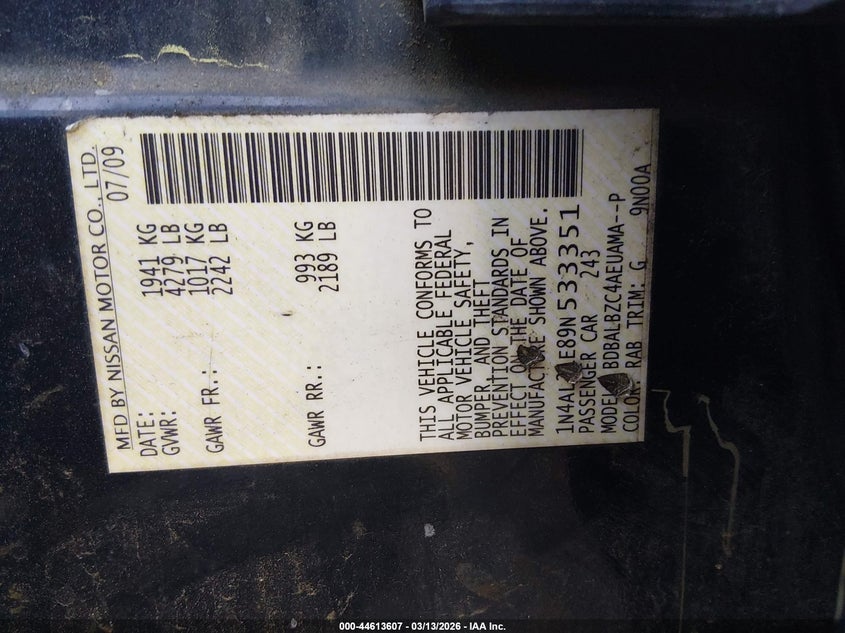 MFD BY NISSAN MOTOR CO., LTD.
DATE: 07/09
GVWR: 1941 KG
4279 LB
GAWR FR.: 1017 KG
2242 LB
GAWR RR.: 993 KG
2189 LB
THIS VEHICLE CONFORMS TO
ALL APPLICABLE FEDERAL
MOTOR VEHICLE SAFETY,
BUMPER, AND THEFT
PREVENTION STANDARDS IN
EFFECT ON THE DATE OF
MANUFACTURE SHOWN ABOVE.
PASSENGER CAR 243
MODEL: BDBALBZC4AEUAMA--P
COLOR: RAB TRIM: G 9N00A
000-44613607 - 03/13/2026 - IAA Inc.